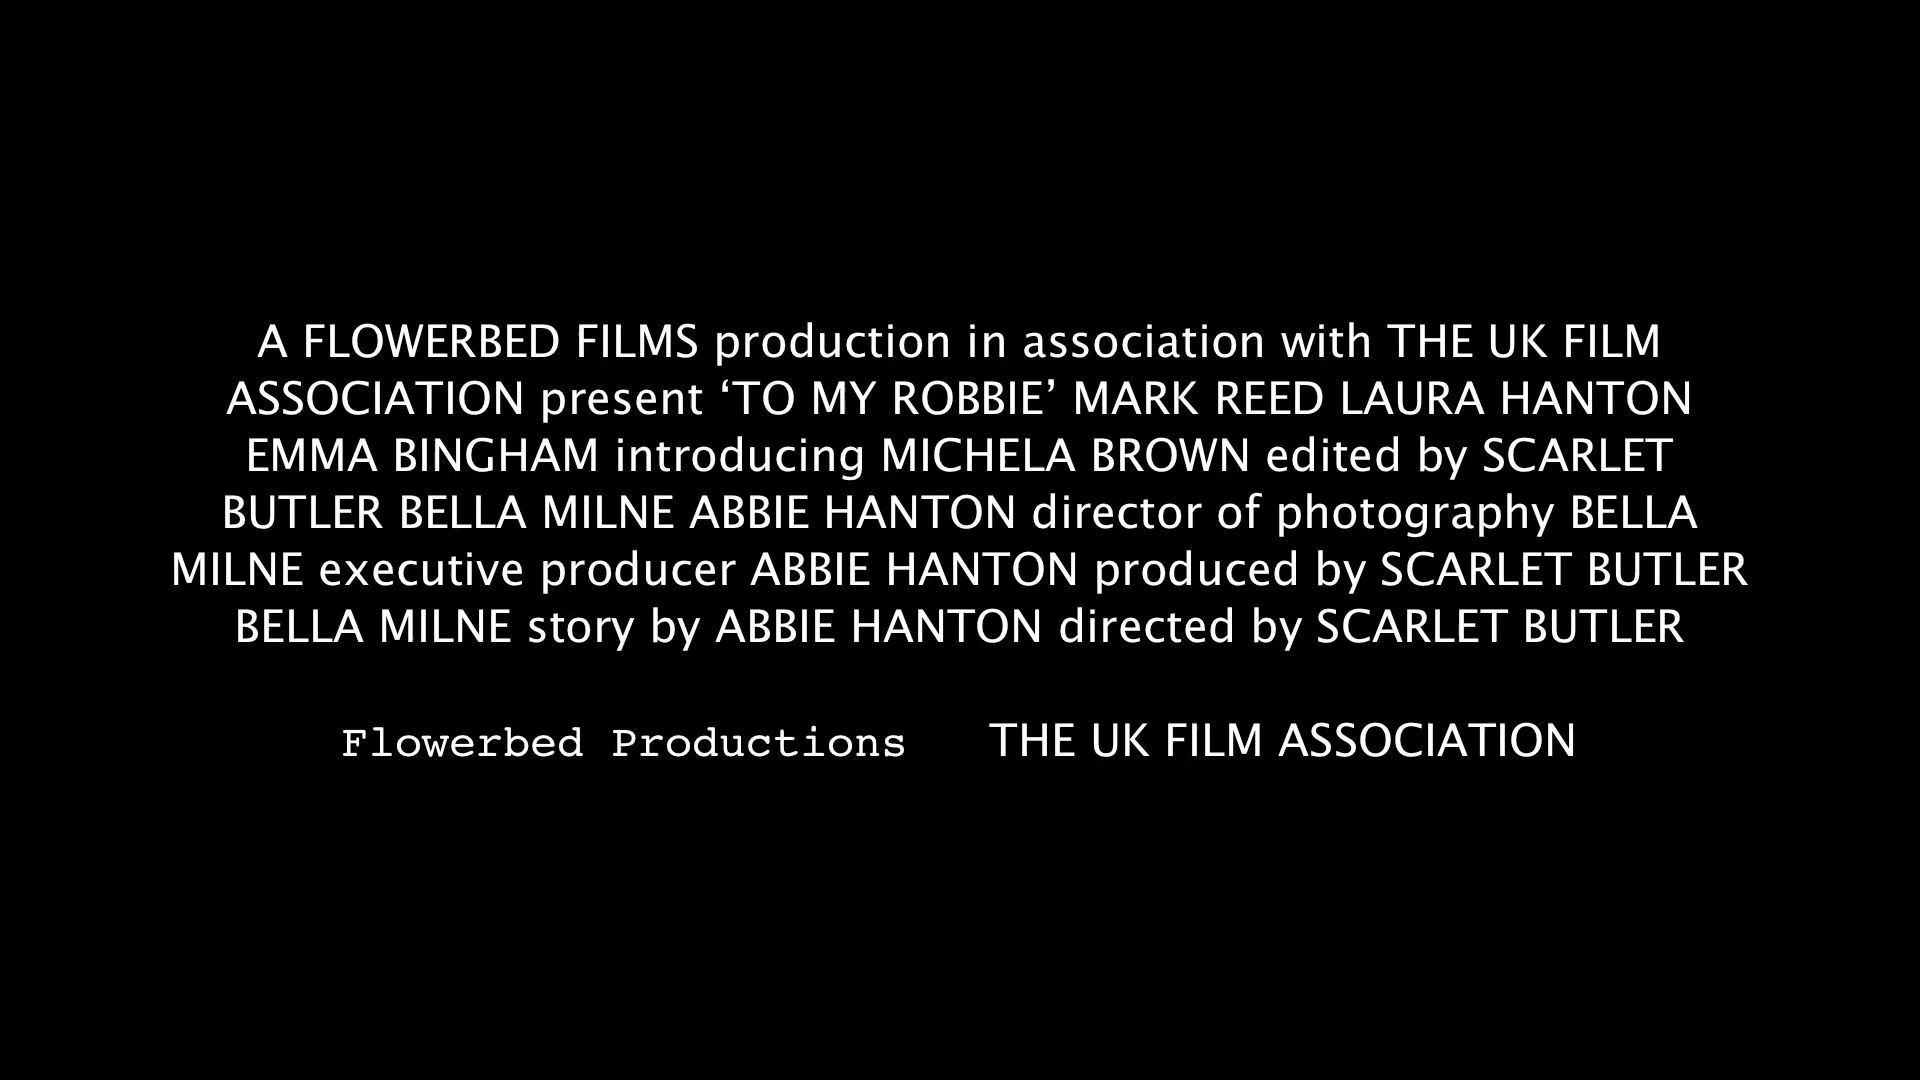 A FLOWERBED FILMS production in association with THE UK FILM
ASSOCIATION present ‘TO MY ROBBIE’ MARK REED LAURA HANTON
EMMA BINGHAM introducing MICHELA BROWN edited by SCARLET
BUTLER BELLA MILNE ABBIE HANTON director of photography BELLA
MILNE executive producer ABBIE HANTON produced by SCARLET BUTLER
BELLA MILNE story by ABBIE HANTON directed by SCARLET BUTLER
Flowerbed Productions THE UK FILM ASSOCIATION